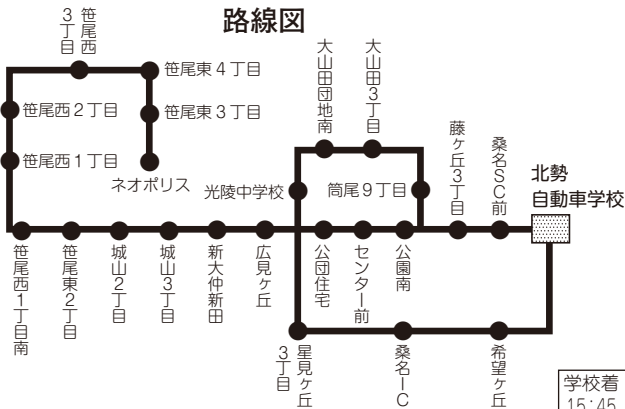 路線図
笹尾西
3丁目
笹尾東4丁目
笹尾西2丁目
笹尾東3丁目
笹尾西1丁目
ネオポリス
大山田団地南
大山田3丁目
光陵中学校
筒尾9丁目
藤ヶ丘3丁目
桑名SC前
北勢
自動車学校
笹尾西1丁目南
笹尾東2丁目
城山2丁目
城山3丁目
新大仲新田
広見ヶ丘
公団住宅
センター前
公園南
星見ヶ丘
3丁目
桑名IC
希望ヶ丘
学校着
15:45